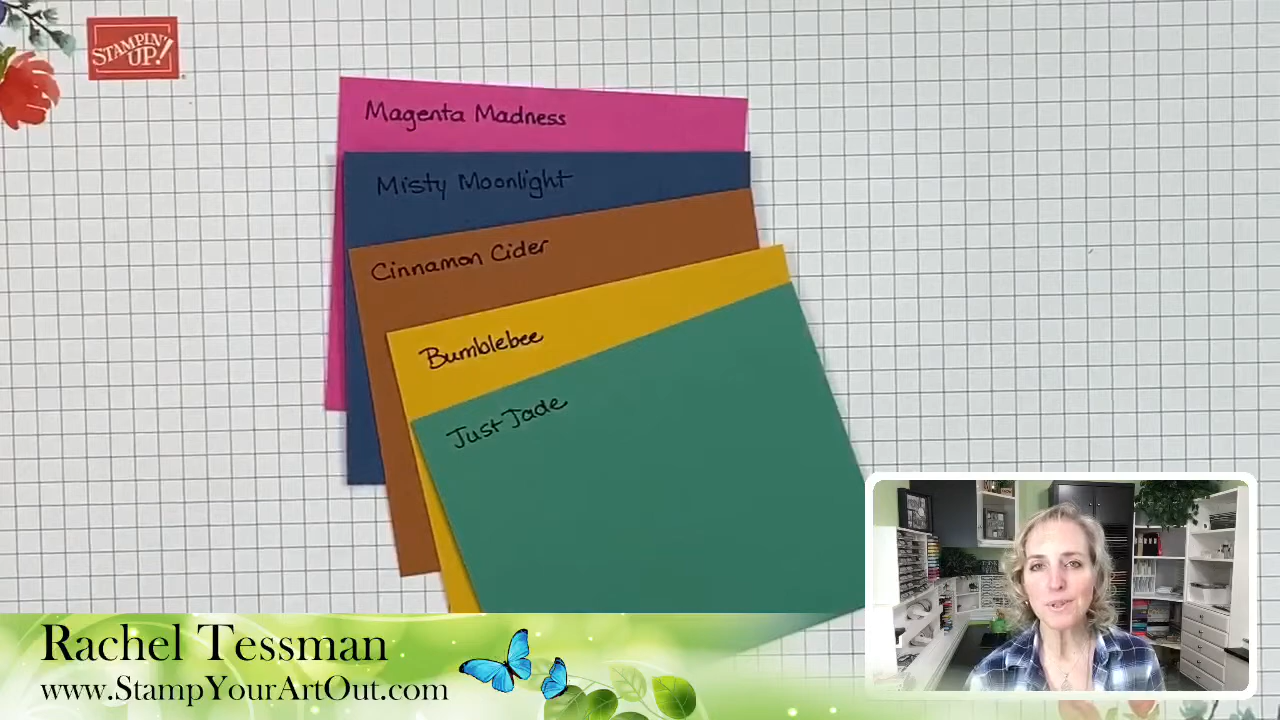 STAMPIN' UP!
Magenta Madness
Misty Moonlight
Cinnamon Cider
Bumblebee
Just Jade
Rachel Tessman
www.StampYourArtOut.com